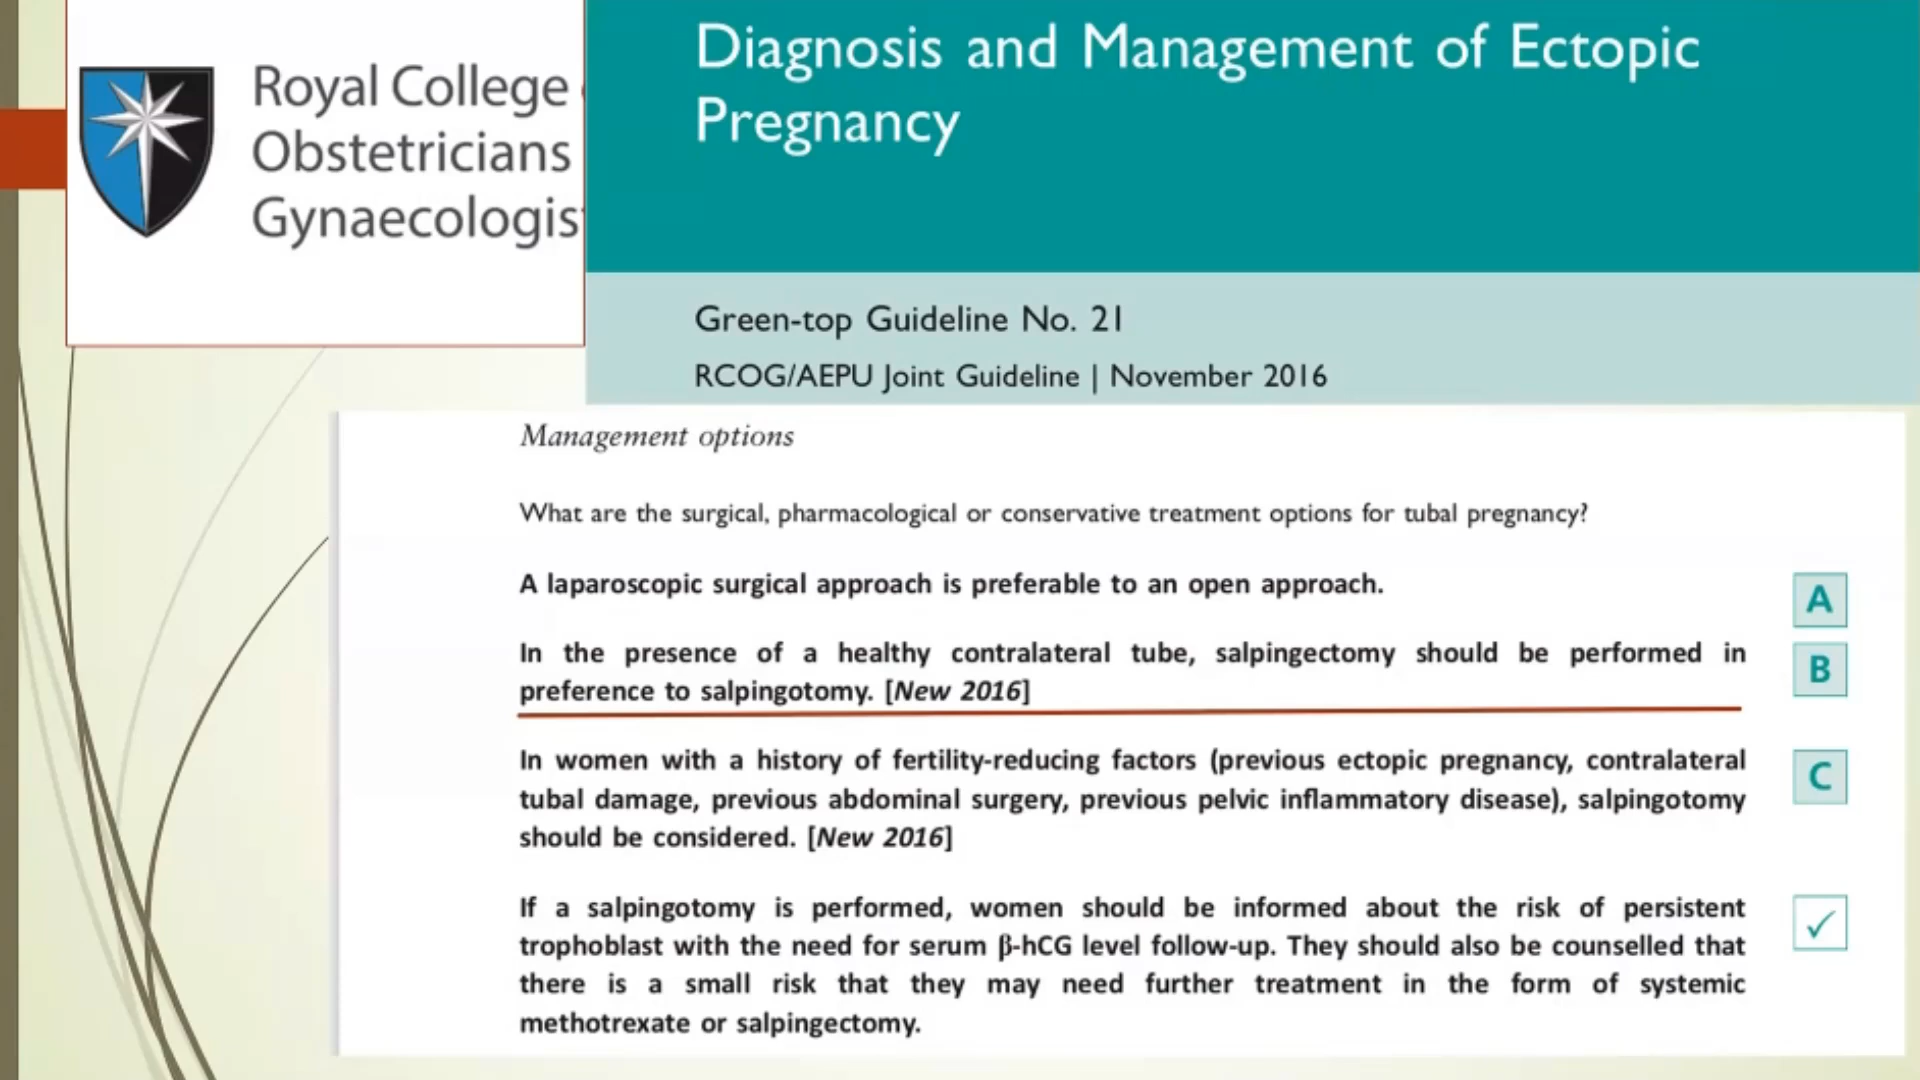 Royal College
Obstetricians
Gynaecologis
Diagnosis and Management of Ectopic
Pregnancy
Green-top Guideline No. 21
RCOG/AEPU Joint Guideline | November 2016
Management options
What are the surgical, pharmacological or conservative treatment options for tubal pregnancy?
A laparoscopic surgical approach is preferable to an open approach.
A
In the presence of a healthy contralateral tube, salpingectomy should be performed in
preference to salpingotomy. [New 2016]
B
In women with a history of fertility-reducing factors (previous ectopic pregnancy, contralateral
tubal damage, previous abdominal surgery, previous pelvic inflammatory disease), salpingotomy
should be considered. [New 2016]
C
If a salpingotomy is performed, women should be informed about the risk of persistent
trophoblast with the need for serum β-hCG level follow-up. They should also be counselled that
there is a small risk that they may need further treatment in the form of systemic
methotrexate or salpingectomy.
✓